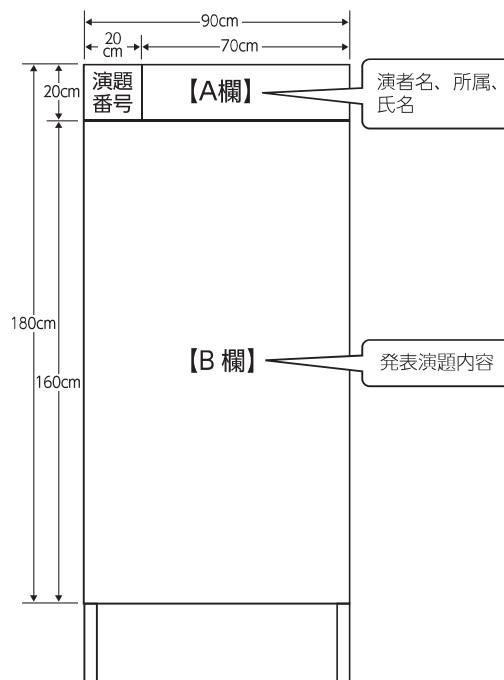 90cm
20
cm
70cm
20cm
演題
番号
【A欄】
演者名、所属、
氏名
180cm
160cm
【B 欄】
発表演題内容